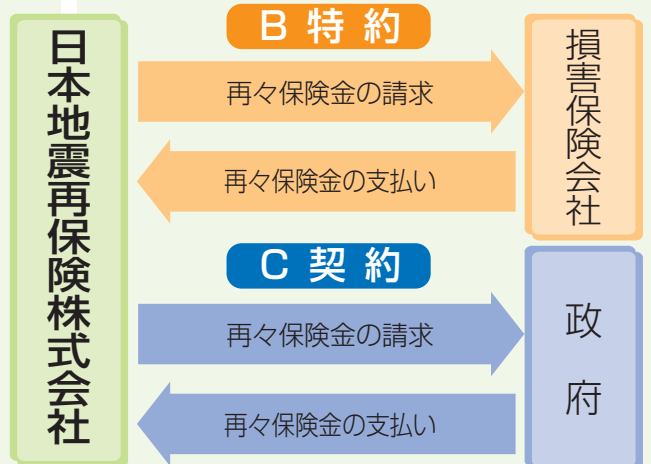 日本地震再保険株式会社
B 特 約
再々保険金の請求
再々保険金の支払い
損害保険会社
C 契 約
再々保険金の請求
再々保険金の支払い
政府